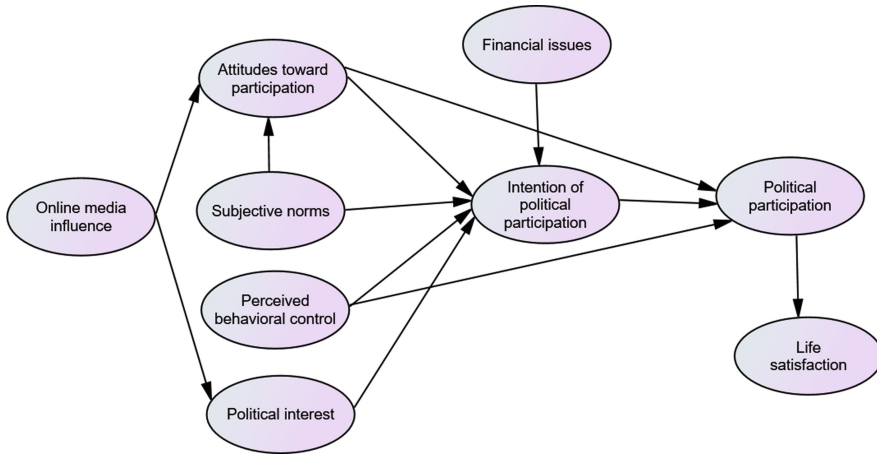 Financial issues
Attitudes toward
participation
Online media
influence
Subjective norms
Intention of
political
participation
Political
participation
Perceived
behavioral control
Political interest
Life
satisfaction